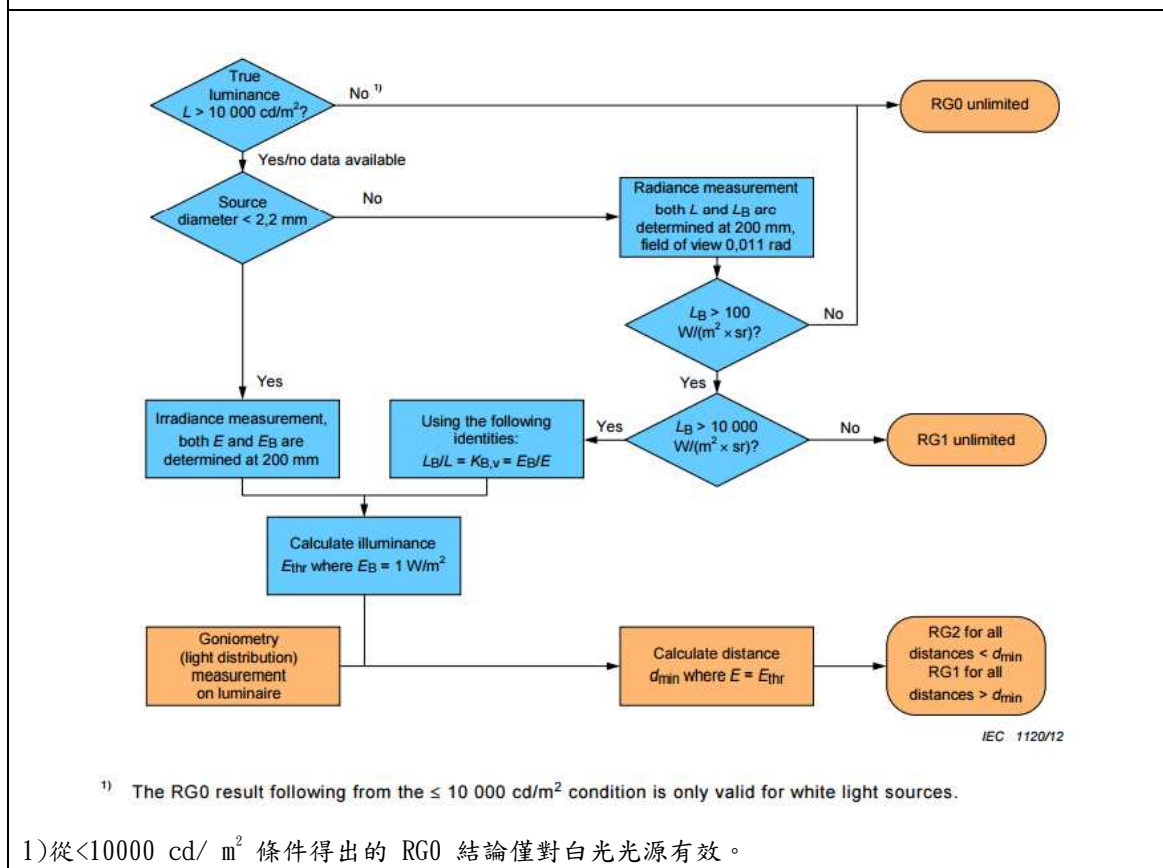 True
luminance
L > 10 000 cd/m²?
No ¹⁾
RG0 unlimited
Yes/no data available
Source
diameter < 2,2 mm
No
Radiance measurement
both L and LB are
determined at 200 mm,
field of view 0,011 rad
LB > 100
W/(m² × sr)?
No
Yes
Yes
Irradiance measurement,
both E and EB are
determined at 200 mm
Using the following
identities:
LB/L = KB,v = EB/E
Yes
LB > 10 000
W/(m² × sr)?
No
RG1 unlimited
Calculate illuminance
Ethr where EB = 1 W/m²
Goniometry
(light distribution)
measurement
on luminaire
Calculate distance
dmin where E = Ethr
RG2 for all
distances < dmin
RG1 for all
distances > dmin
IEC 1120/12
¹⁾ The RG0 result following from the ≤ 10 000 cd/m² condition is only valid for white light sources.
1)從<10000 cd/ m² 條件得出的 RG0 結論僅對白光光源有效。